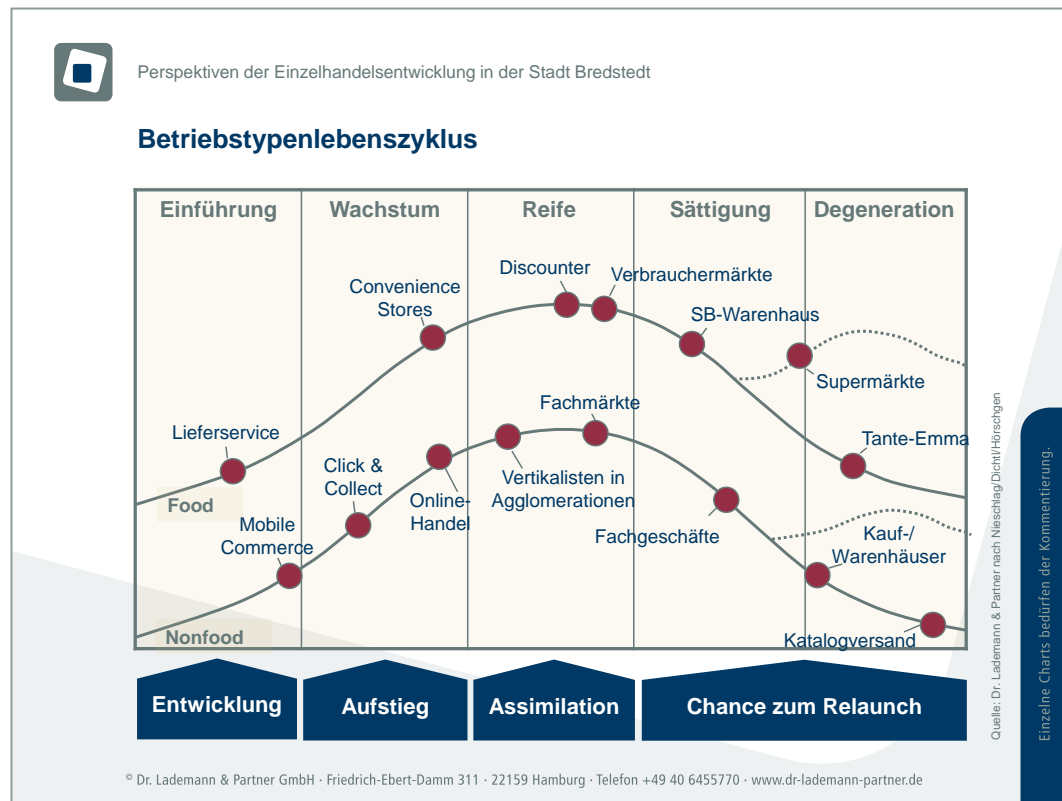 Perspektiven der Einzelhandelsentwicklung in der Stadt Bredstedt
Betriebstypenlebenszyklus
Einführung
Wachstum
Reife
Sättigung
Degeneration
Discounter
Verbrauchermärkte
Convenience
Stores
SB-Warenhaus
Supermärkte
Fachmärkte
Lieferservice
Tante-Emma
Click &
Collect
Vertikalisten in
Agglomerationen
Online-
Handel
Food
Mobile
Commerce
Fachgeschäfte
Kauf-/
Warenhäuser
Nonfood
Katalogversand
Entwicklung
Aufstieg
Assimilation
Chance zum Relaunch
Quelle: Dr. Lademann & Partner nach Nieschlag/Dichtl/Hörschgen
Einzelne Charts bedürfen der Kommentierung.
© Dr. Lademann & Partner GmbH · Friedrich-Ebert-Damm 311 · 22159 Hamburg · Telefon +49 40 6455770 · www.dr-lademann-partner.de